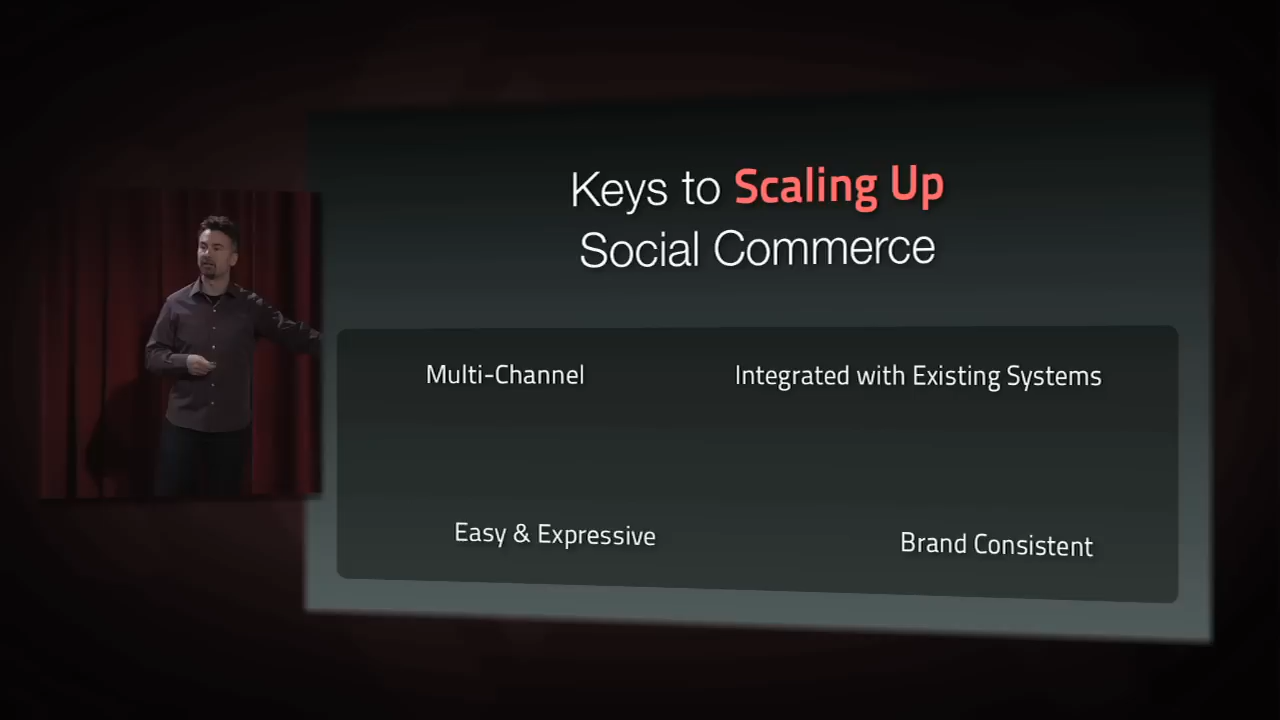 Keys to Scaling Up
Social Commerce
Multi-Channel
Integrated with Existing Systems
Easy & Expressive
Brand Consistent